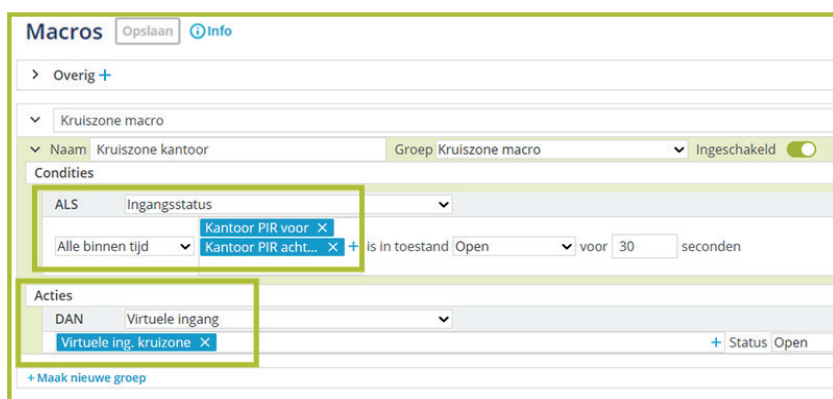 Macros Opslaan Info
Overig +
Kruiszone macro
Naam Kruiszone kantoor Groep Kruiszone macro Ingeschakeld
Condities
ALS Ingangsstatus
Kantoor PIR voor ×
Alle binnen tijd Kantoor PIR acht... × + is in toestand Open voor 30 seconden
Acties
DAN Virtuele ingang
Virtuele ing. kruizone × + Status Open
+ Maak nieuwe groep